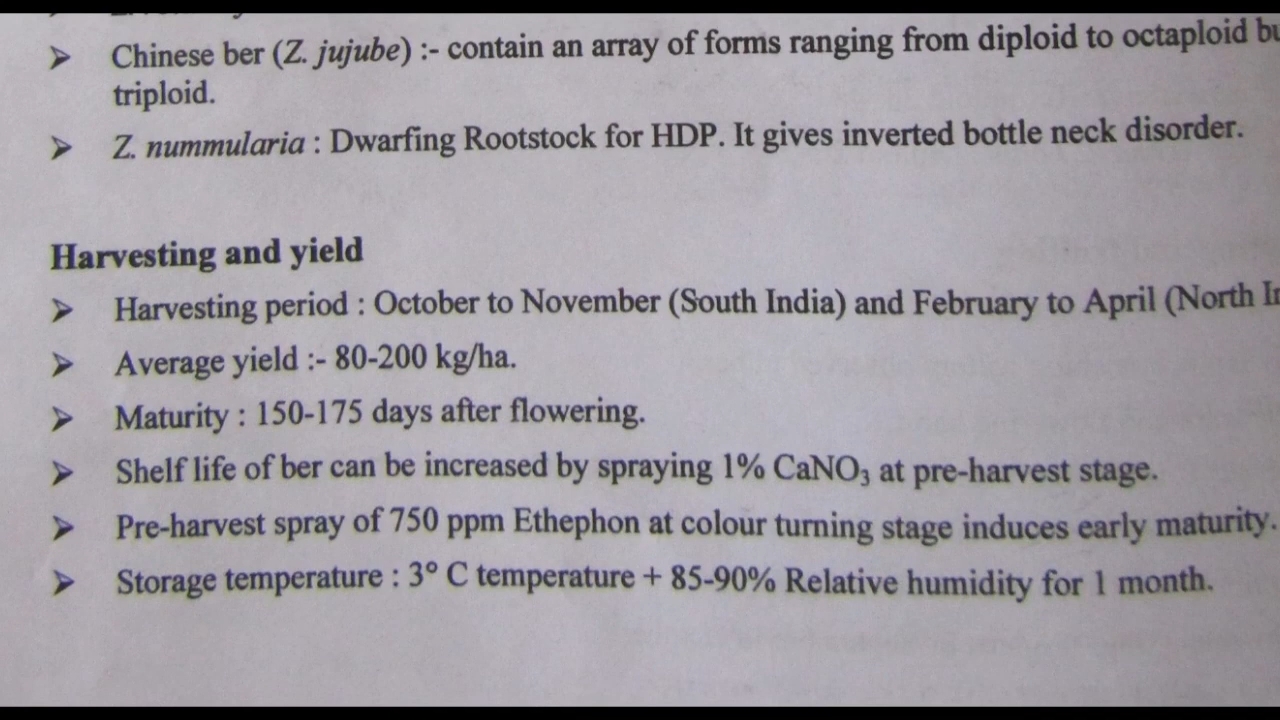 ➤ Chinese ber (Z. jujube) :- contain an array of forms ranging from diploid to octaploid
triploid.
➤ Z. nummularia : Dwarfing Rootstock for HDP. It gives inverted bottle neck disorder.
Harvesting and yield
➤ Harvesting period : October to November (South India) and February to April (North
➤ Average yield :- 80-200 kg/ha.
➤ Maturity : 150-175 days after flowering.
➤ Shelf life of ber can be increased by spraying 1% CaNO₃ at pre-harvest stage.
➤ Pre-harvest spray of 750 ppm Ethephon at colour turning stage induces early maturity.
➤ Storage temperature : 3° C temperature + 85-90% Relative humidity for 1 month.